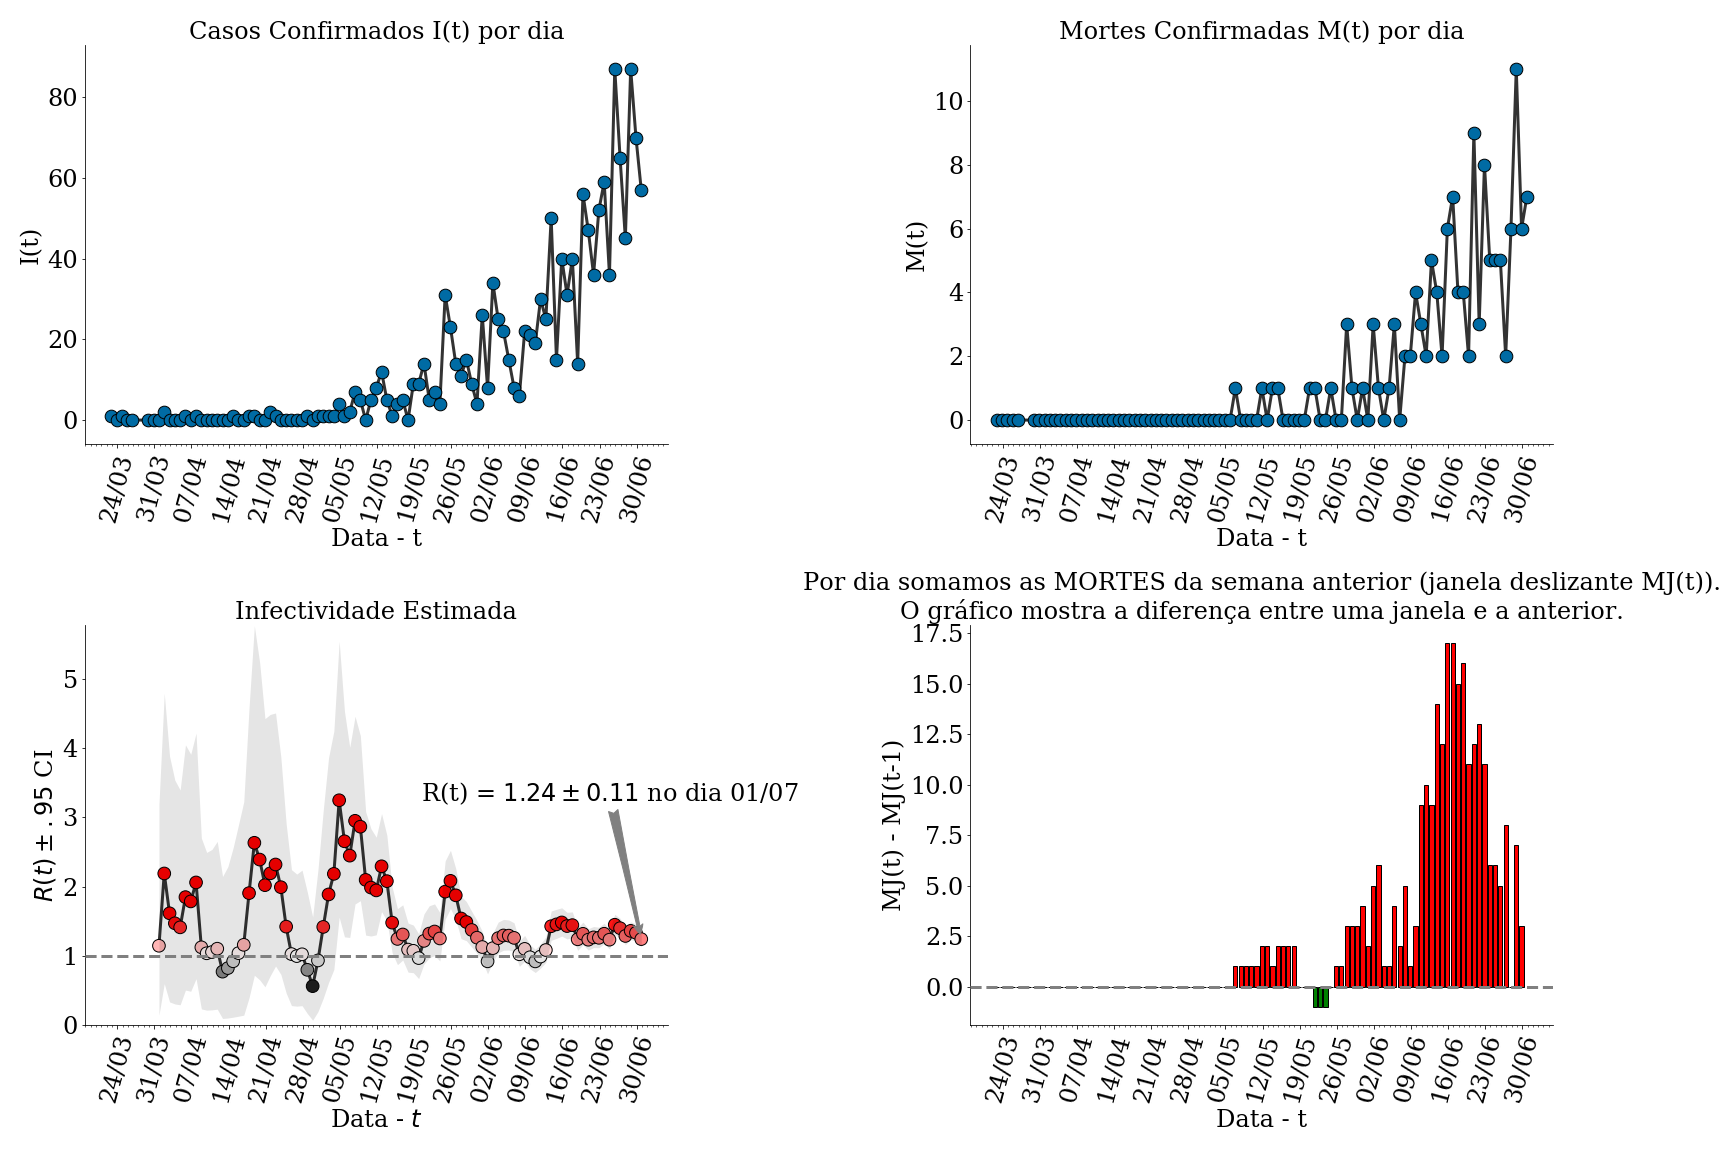 Casos Confirmados I(t) por dia
I(t)
80
60
40
20
0
24/03 31/03 07/04 14/04 21/04 28/04 05/05 12/05 19/05 26/05 02/06 09/06 16/06 23/06 30/06
Data - t
Mortes Confirmadas M(t) por dia
M(t)
10
8
6
4
2
0
24/03 31/03 07/04 14/04 21/04 28/04 05/05 12/05 19/05 26/05 02/06 09/06 16/06 23/06 30/06
Data - t
Infectividade Estimada
R(t) ± .95 CI
5
4
3
2
1
0
R(t) = 1.24 ± 0.11 no dia 01/07
24/03 31/03 07/04 14/04 21/04 28/04 05/05 12/05 19/05 26/05 02/06 09/06 16/06 23/06 30/06
Data - t
Por dia somamos as MORTES da semana anterior (janela deslizante MJ(t)).
O gráfico mostra a diferença entre uma janela e a anterior.
MJ(t) - MJ(t-1)
17.5
15.0
12.5
10.0
7.5
5.0
2.5
0.0
24/03 31/03 07/04 14/04 21/04 28/04 05/05 12/05 19/05 26/05 02/06 09/06 16/06 23/06 30/06
Data - t